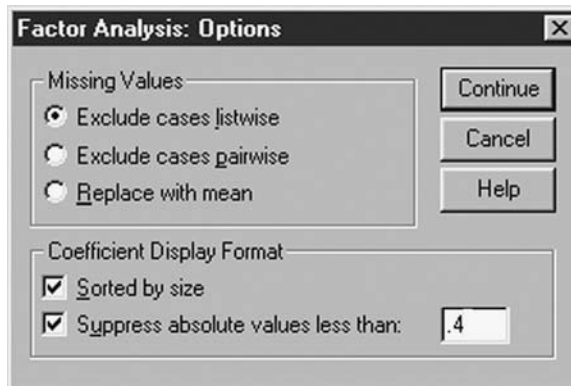 Factor Analysis: Options
Missing Values
Exclude cases listwise
Exclude cases pairwise
Replace with mean
Continue
Cancel
Help
Coefficient Display Format
Sorted by size
Suppress absolute values less than: .4